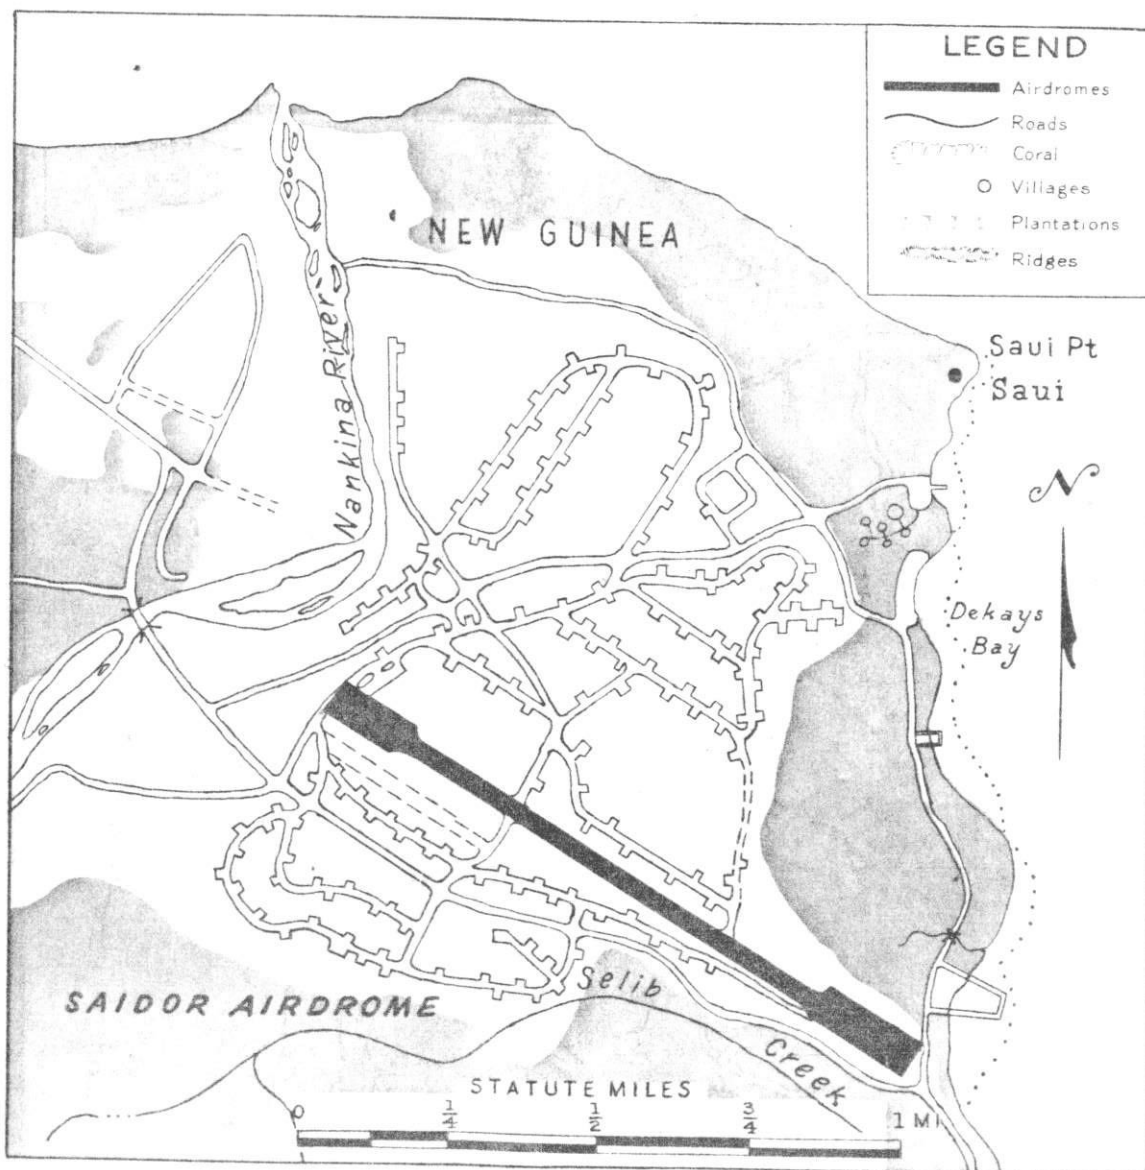 LEGEND
Airdromes
Roads
Coral
Villages
Plantations
Ridges
NEW GUINEA
Saui Pt
Saui
N
Nankina River
Dekays
Bay
SAIDOR AIRDROME
Selib
Creek
STATUTE MILES
0 1/4 1/2 3/4 1 MI